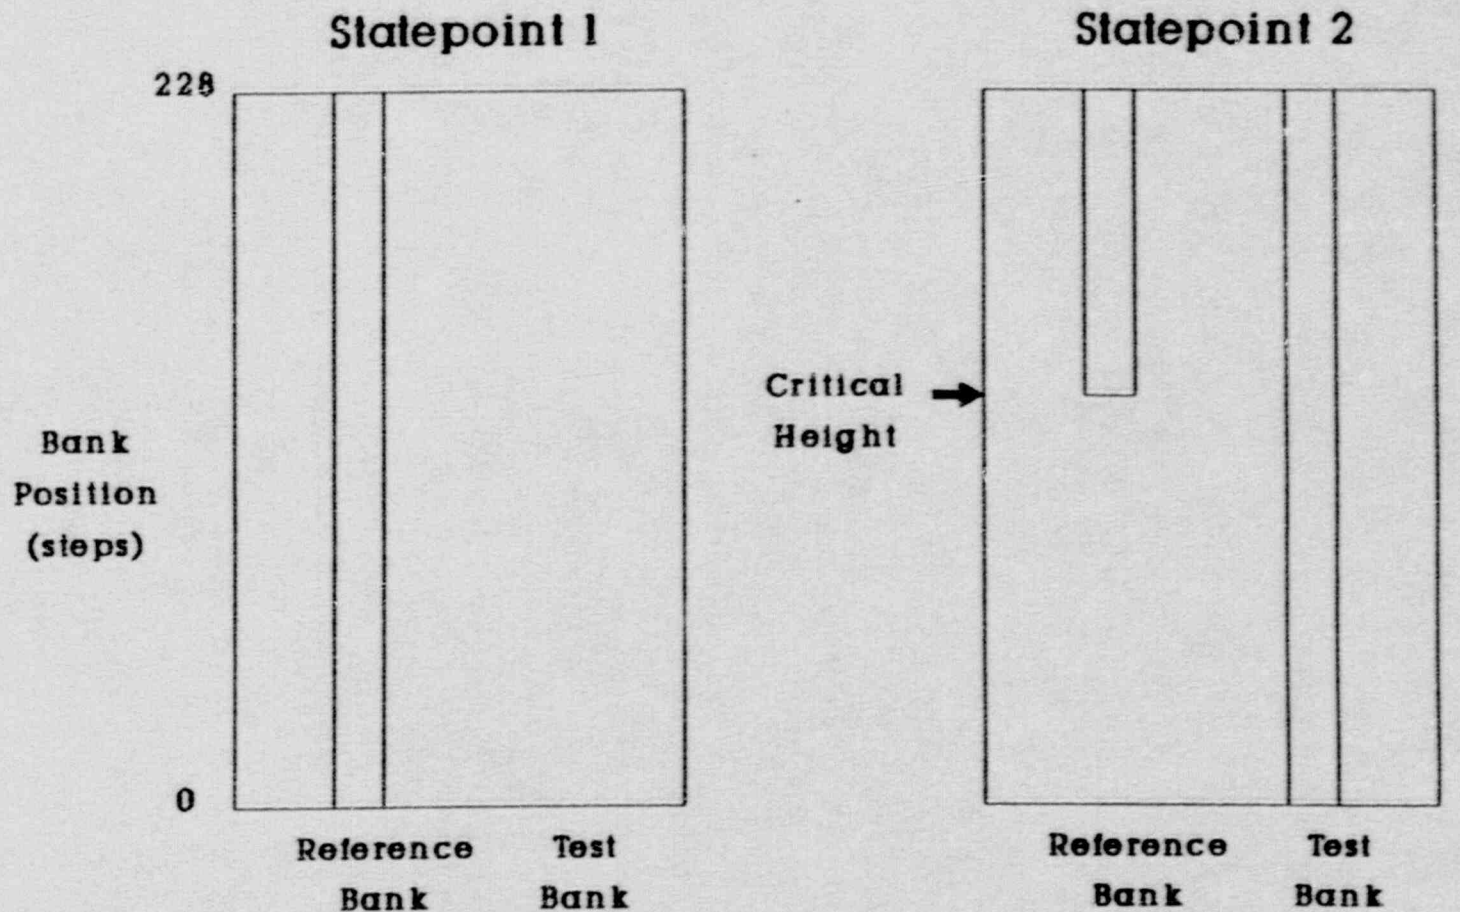 Statepoint 1
Statepoint 2
228
Critical
Height
Bank
Position
(steps)
0
Reference
Bank
Test
Bank
Reference
Bank
Test
Bank